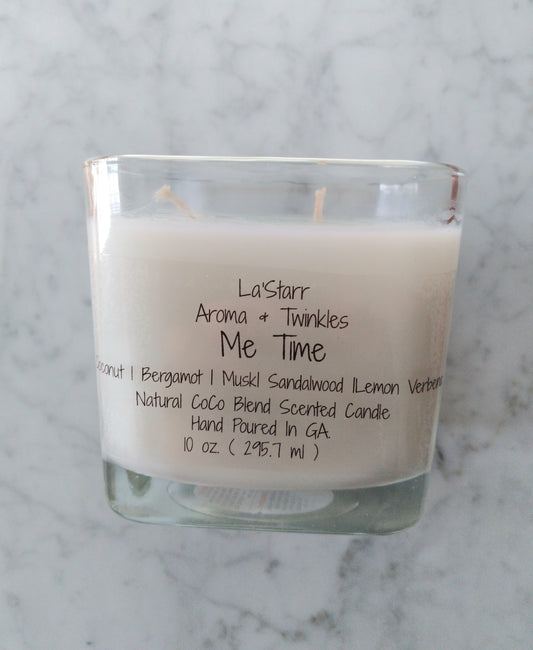 La'Starr
Aroma & Twinkles
Me Time
Coconut | Bergamot | Musk| Sandalwood |Lemon Verbena
Natural CoCo Blend Scented Candle
Hand Poured In GA.
10 oz. ( 295.7 ml )